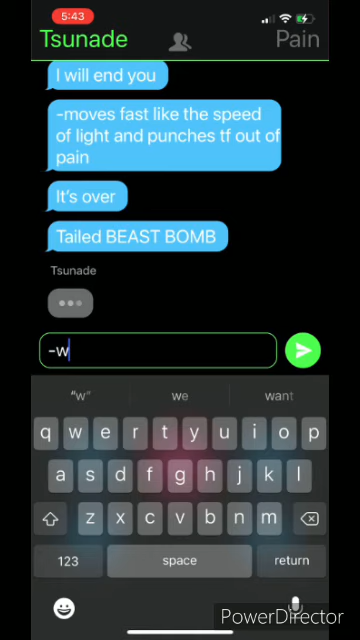 5:43
Tsunade
Pain
I will end you
-moves fast like the speed
of light and punches tf out of
pain
It's over
Tailed BEAST BOMB
Tsunade
-w
"w" we want
q w e r t y u i o p
a s d f g h j k l
z x c v b n m
123 space return
PowerDirector